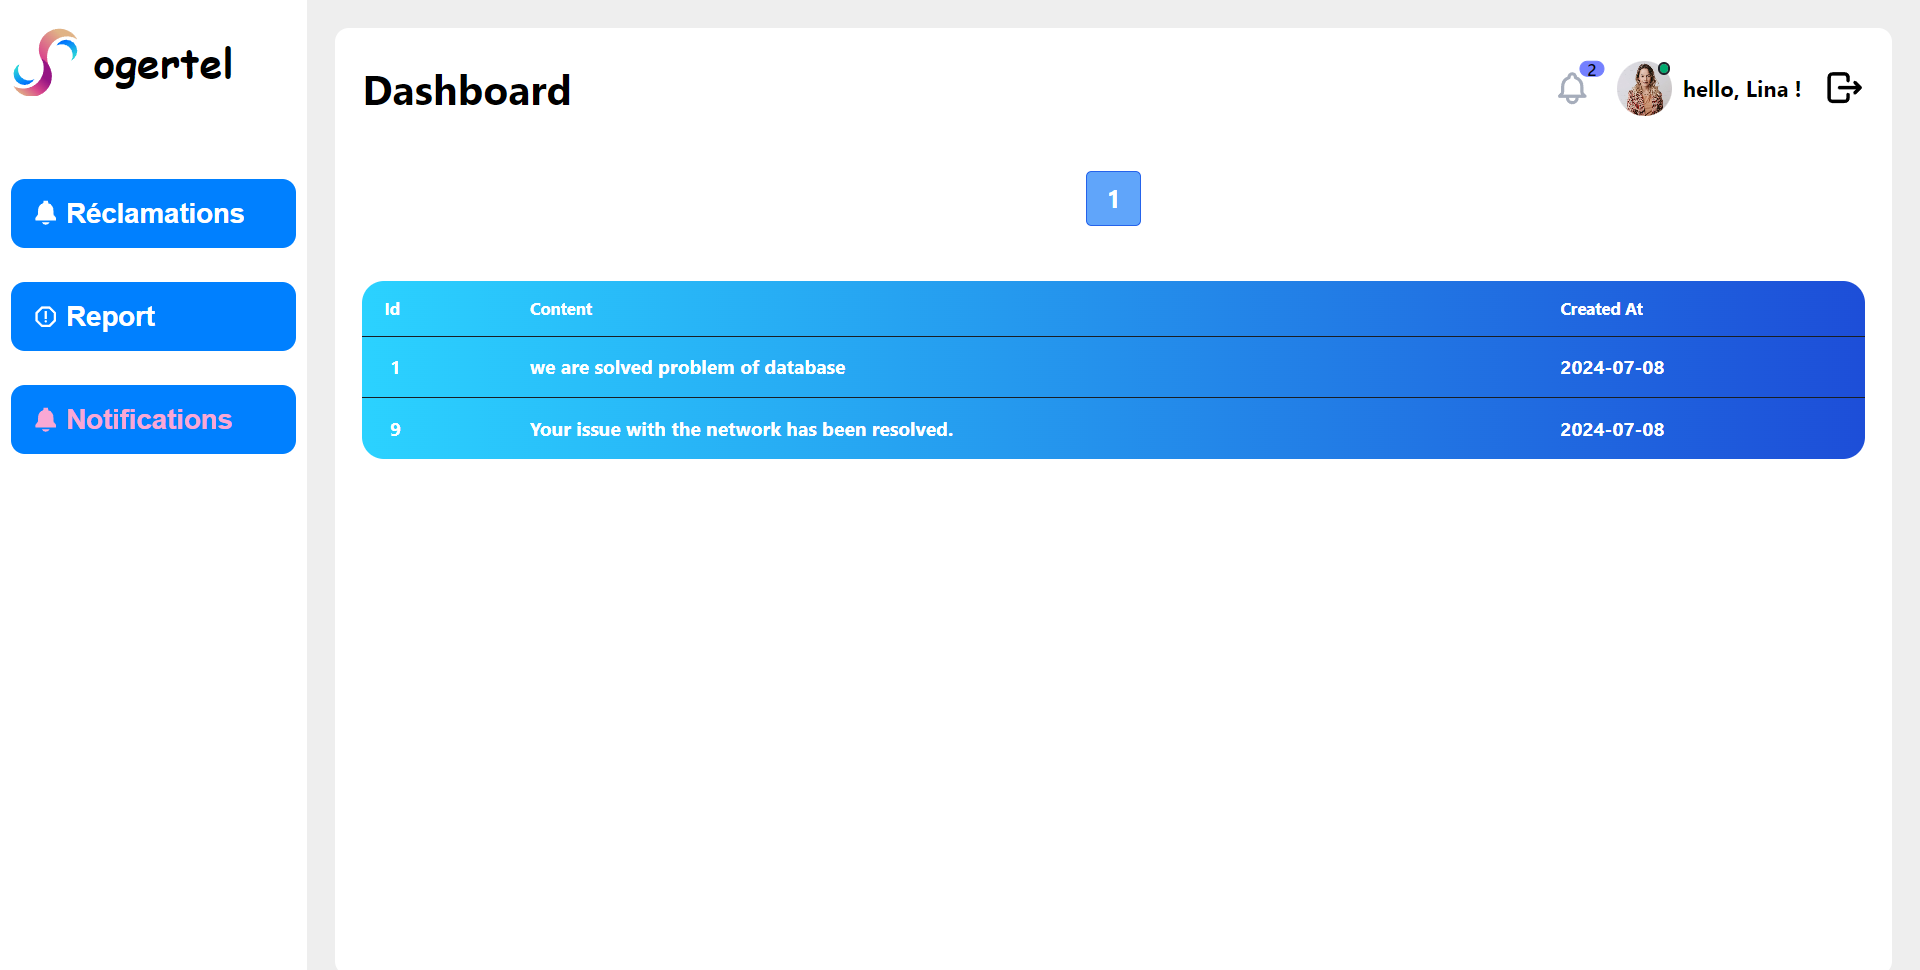 ogertel
Dashboard
2
hello, Lina !
Réclamations
Report
Notifications
1
Id Content Created At
1 we are solved problem of database 2024-07-08
9 Your issue with the network has been resolved. 2024-07-08